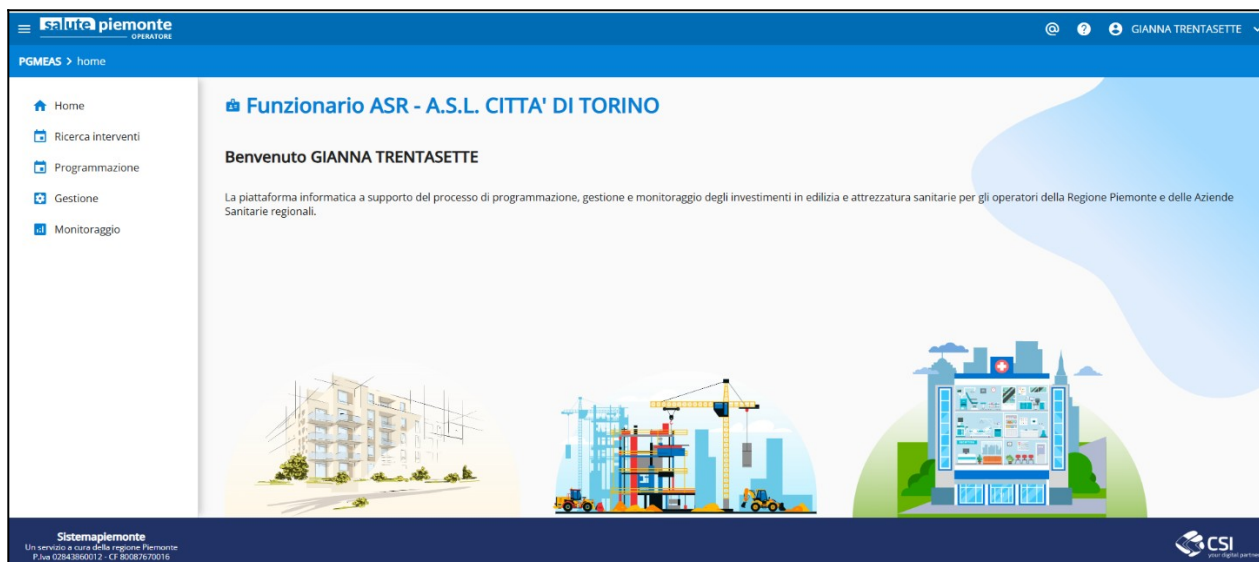 salute piemonte
OPERATORE
@ ? GIANNA TRENTASETTE
PGMEAS > home
Home
Ricerca interventi
Programmazione
Gestione
Monitoraggio
Funzionario ASR - A.S.L. CITTA' DI TORINO
Benvenuto GIANNA TRENTASETTE
La piattaforma informatica a supporto del processo di programmazione, gestione e monitoraggio degli investimenti in edilizia e attrezzatura sanitarie per gli operatori della Regione Piemonte e delle Aziende
Sanitarie regionali.
Sistemapiemonte
Un servizio a cura della regione Piemonte
P.Iva 02843860012 - CF 80087670016
CSI
your digital partner